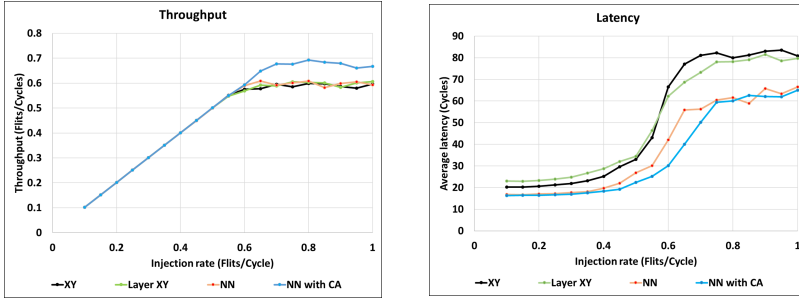 Throughput
0.8
0.7
0.6
0.5
0.4
0.3
0.2
0.1
0
Throughput (Flits/Cycles)
0 0.2 0.4 0.6 0.8 1
Injection rate (Flits/Cycle)
XY Layer XY NN NN with CA
Latency
90
80
70
60
50
40
30
20
10
0
Average latency (Cycles)
0 0.2 0.4 0.6 0.8 1
Injection rate (Flits/Cycle)
XY Layer XY NN NN with CA